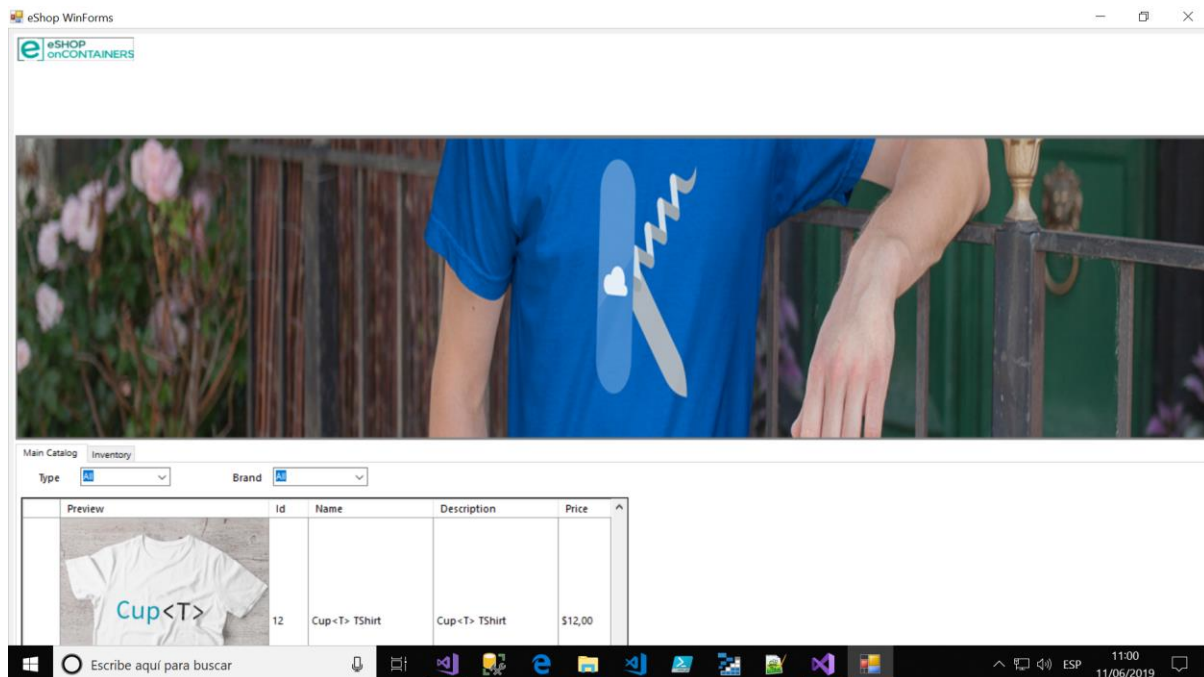 eShop WinForms
eSHOP
onCONTAINERS
Main Catalog Inventory
Type All Brand All
Preview Id Name Description Price
Cup<T>
12 Cup<T> TShirt Cup<T> TShirt $12,00
Escribe aquí para buscar
ESP
11:00
11/06/2019